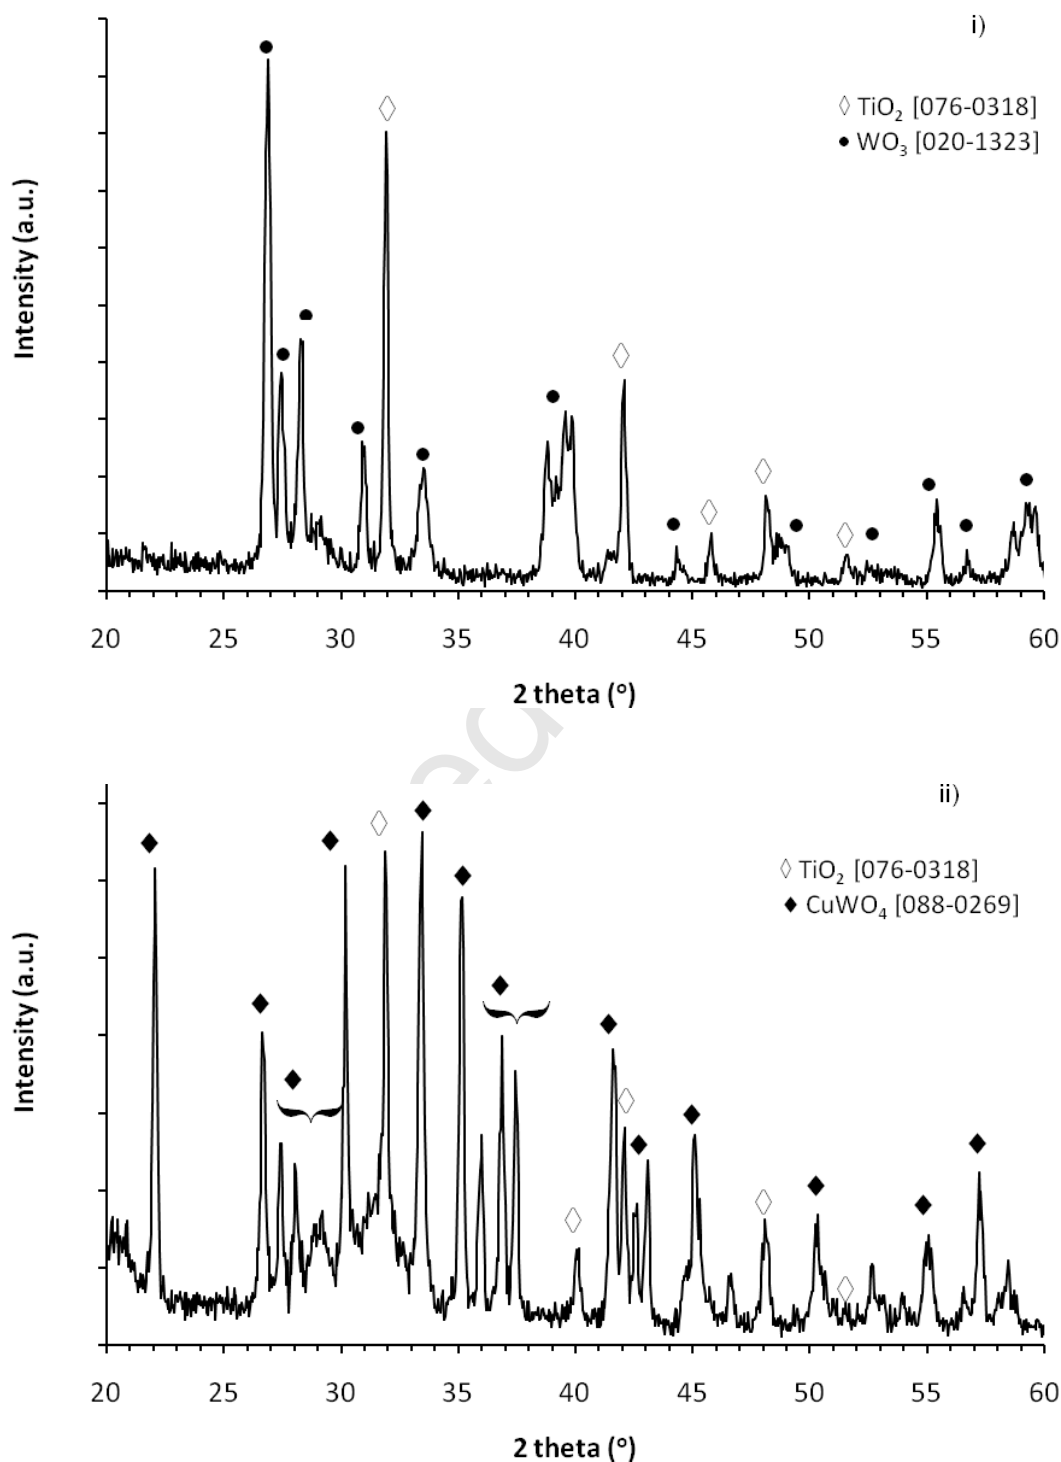 i)
◊ TiO₂ [076-0318]
● WO₃ [020-1323]
Intensity (a.u.)
20 25 30 35 40 45 50 55 60
2 theta (°)
ii)
◊ TiO₂ [076-0318]
◆ CuWO₄ [088-0269]
Intensity (a.u.)
20 25 30 35 40 45 50 55 60
2 theta (°)